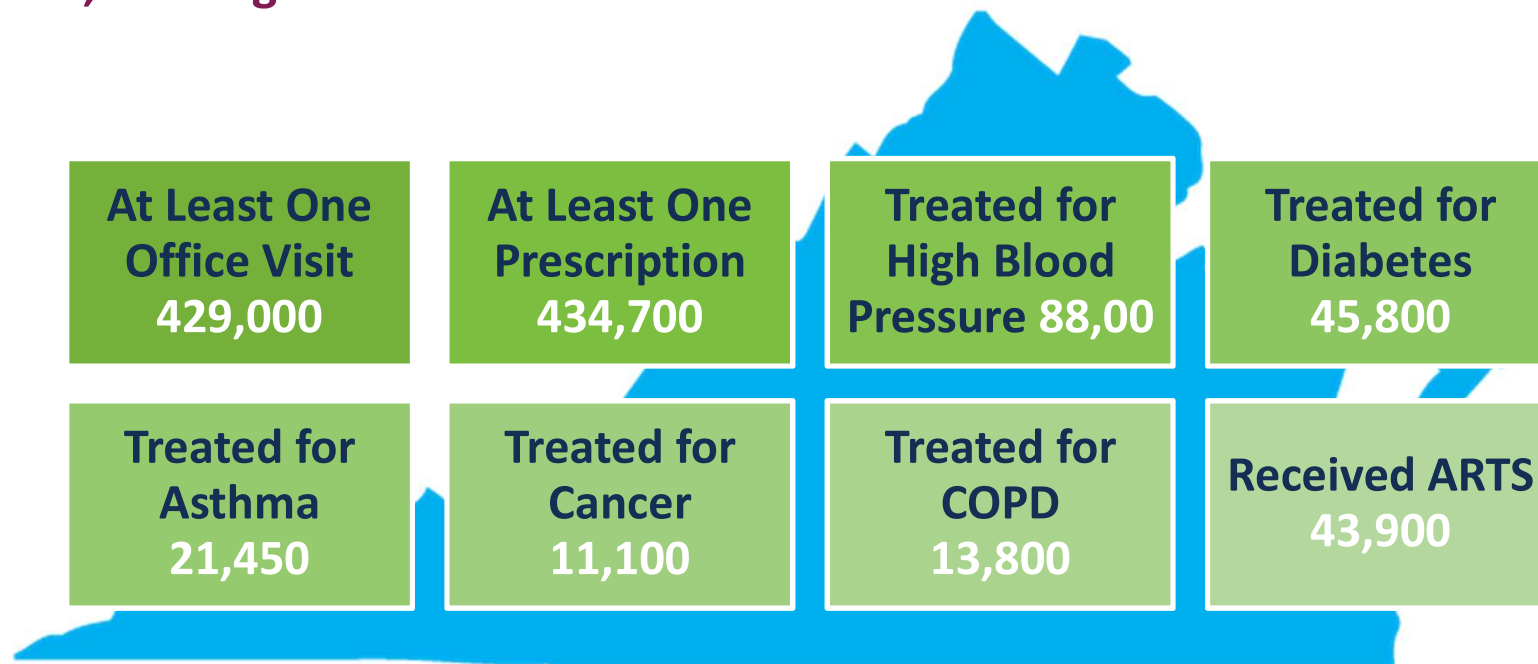 At Least One
Office Visit
429,000
At Least One
Prescription
434,700
Treated for
High Blood
Pressure 88,00
Treated for
Diabetes
45,800
Treated for
Asthma
21,450
Treated for
Cancer
11,100
Treated for
COPD
13,800
Received ARTS
43,900